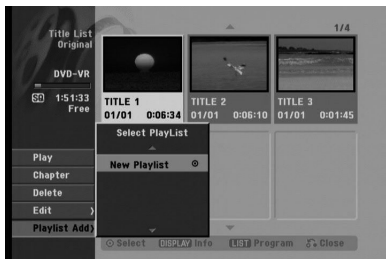 Title List
Original
1/4
DVD-VR
SQ 1:51:33
Free
TITLE 1
01/01 0:06:34
TITLE 2
01/01 0:06:10
TITLE 3
01/01 0:01:45
Select PlayList
New Playlist
Play
Chapter
Delete
Edit
Playlist Add
Select DISPLAY Info LIST Program Close